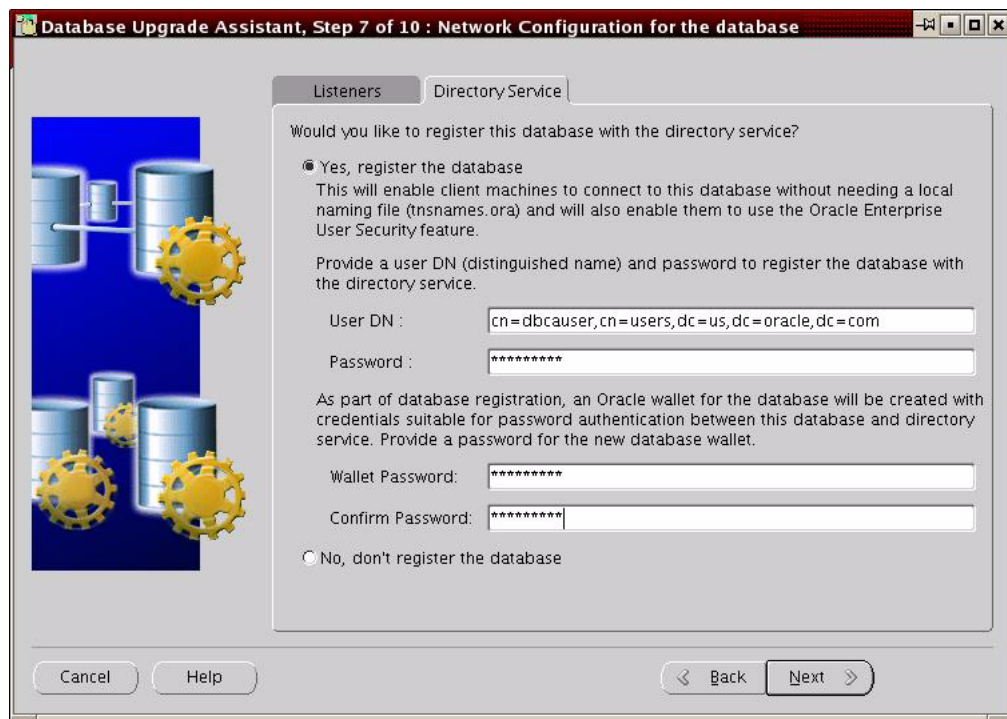 Database Upgrade Assistant, Step 7 of 10 : Network Configuration for the database
Listeners
Directory Service
Would you like to register this database with the directory service?
Yes, register the database
This will enable client machines to connect to this database without needing a local
naming file (tnsnames.ora) and will also enable them to use the Oracle Enterprise
User Security feature.
Provide a user DN (distinguished name) and password to register the database with
the directory service.
User DN :
cn=dbcauser,cn=users,dc=us,dc=oracle,dc=com
Password :
*********
As part of database registration, an Oracle wallet for the database will be created with
credentials suitable for password authentication between this database and directory
service. Provide a password for the new database wallet.
Wallet Password:
*********
Confirm Password:
*********
No, don't register the database
Cancel
Help
Back
Next